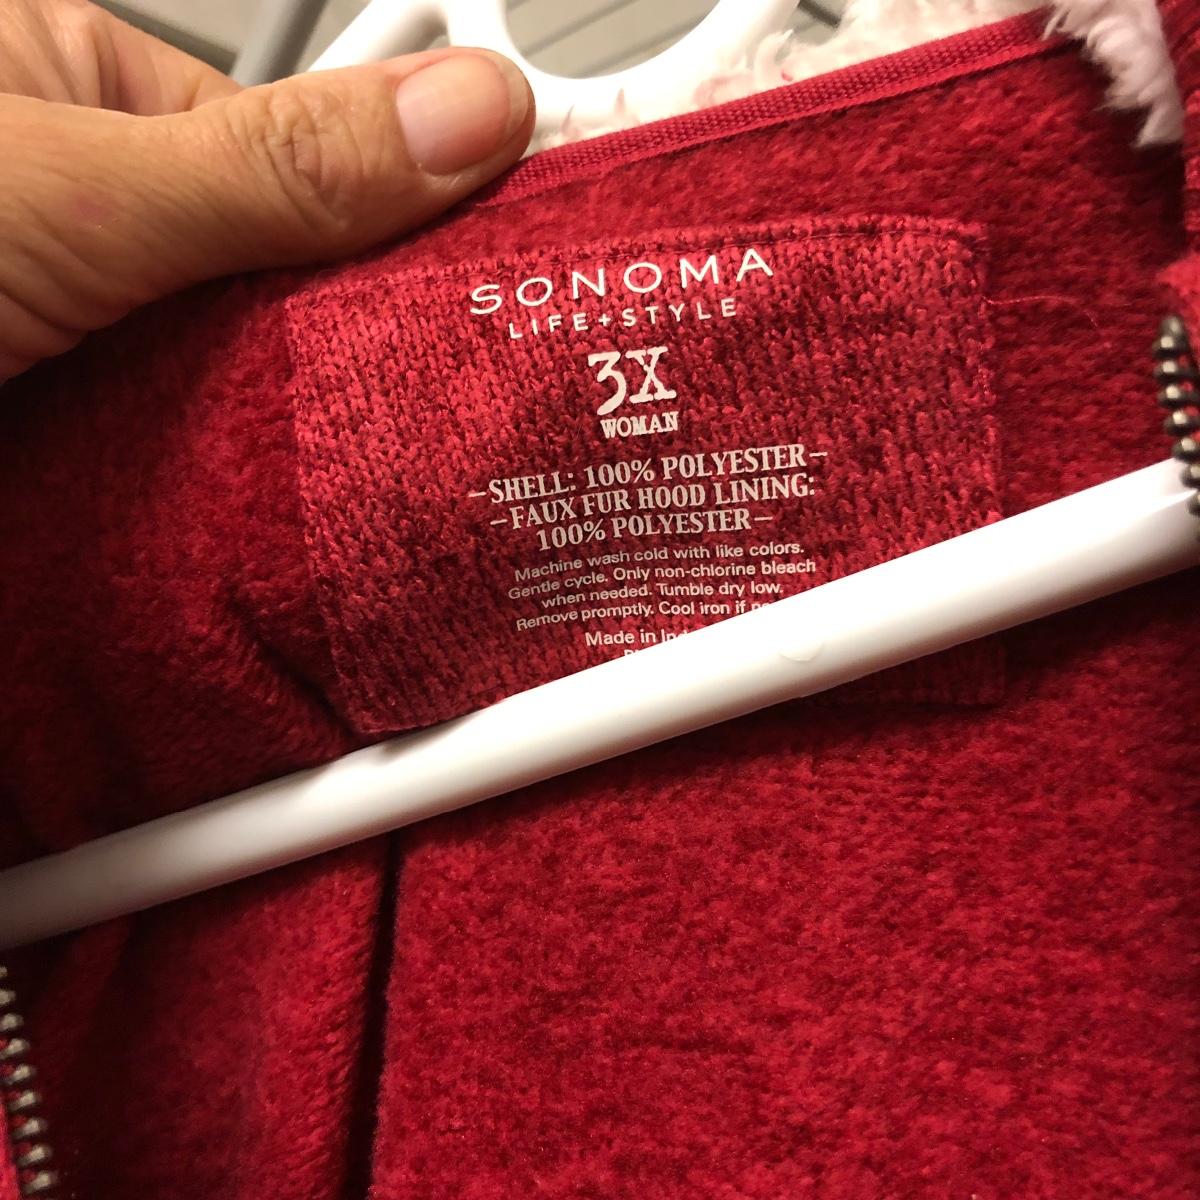 SONOMA
LIFE+STYLE
3X
WOMAN
–SHELL: 100% POLYESTER–
–FAUX FUR HOOD LINING:
100% POLYESTER–
Machine wash cold with like colors.
Gentle cycle. Only non-chlorine bleach
when needed. Tumble dry low.
Remove promptly. Cool iron if
Made in